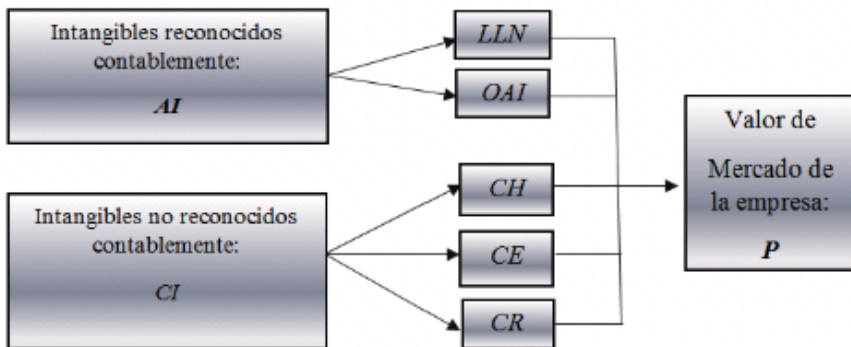 Intangibles reconocidos
contablemente:
AI
LLN
OAI
Intangibles no reconocidos
contablemente:
CI
CH
CE
CR
Valor de
Mercado de
la empresa:
P